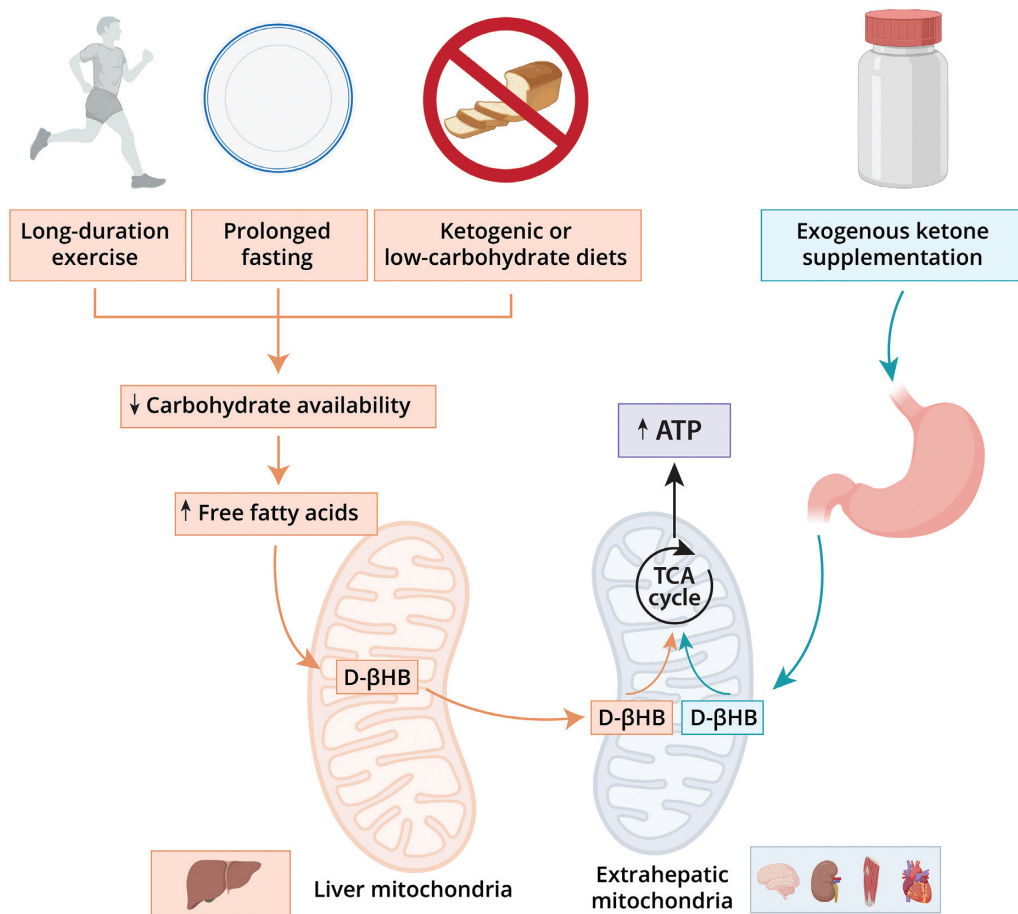 Long-duration
exercise
Prolonged
fasting
Ketogenic or
low-carbohydrate diets
Exogenous ketone
supplementation
↓ Carbohydrate availability
↑ ATP
↑ Free fatty acids
TCA
cycle
D-βHB
D-βHB
D-βHB
Liver mitochondria
Extrahepatic
mitochondria